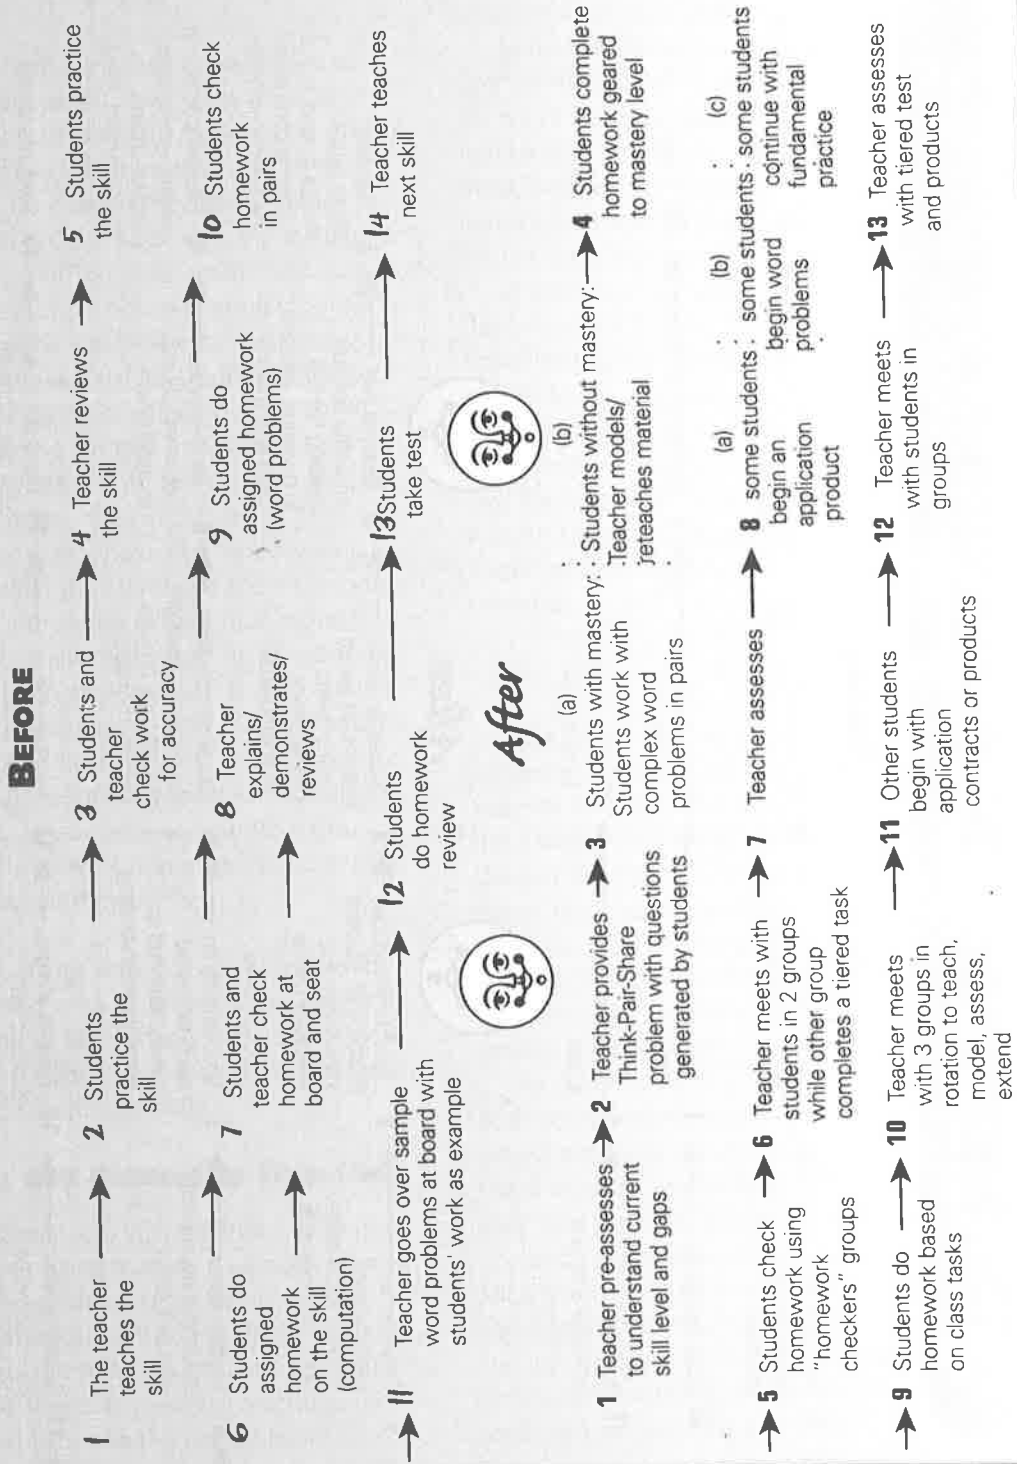 BEFORE
1 The teacher
teaches the
skill
2 Students
practice the
skill
3 Students and
teacher
check work
for accuracy
4 Teacher reviews
the skill
5 Students practice
the skill
6 Students do
assigned
homework
on the skill
(computation)
7 Students and
teacher check
homework at
board and seat
8 Teacher
explains/
demonstrates/
reviews
9 Students do
assigned homework
(word problems)
10 Students check
homework
in pairs
11 Teacher goes over sample
word problems at board with
students' work as example
12 Students
do homework
review
13 Students
take test
14 Teacher teaches
next skill
After
1 Teacher pre-assesses
to understand current
skill level and gaps
2 Teacher provides
Think-Pair-Share
problem with questions
generated by students
3
(a)
Students with mastery:
Students work with
complex word
problems in pairs
(b)
Students without mastery:
Teacher models/
reteaches material
4 Students complete
homework geared
to mastery level
5 Students check
homework using
"homework
checkers" groups
6 Teacher meets with
students in 2 groups
while other group
completes a tiered task
7 Teacher assesses
8
(a)
some students
begin an
application
product
(b)
some students
begin word
problems
(c)
some students
continue with
fundamental
practice
9 Students do
homework based
on class tasks
10 Teacher meets
with 3 groups in
rotation to teach,
model, assess,
extend
11 Other students
begin with
application
contracts or products
12 Teacher meets
with students in
groups
13 Teacher assesses
with tiered test
and products